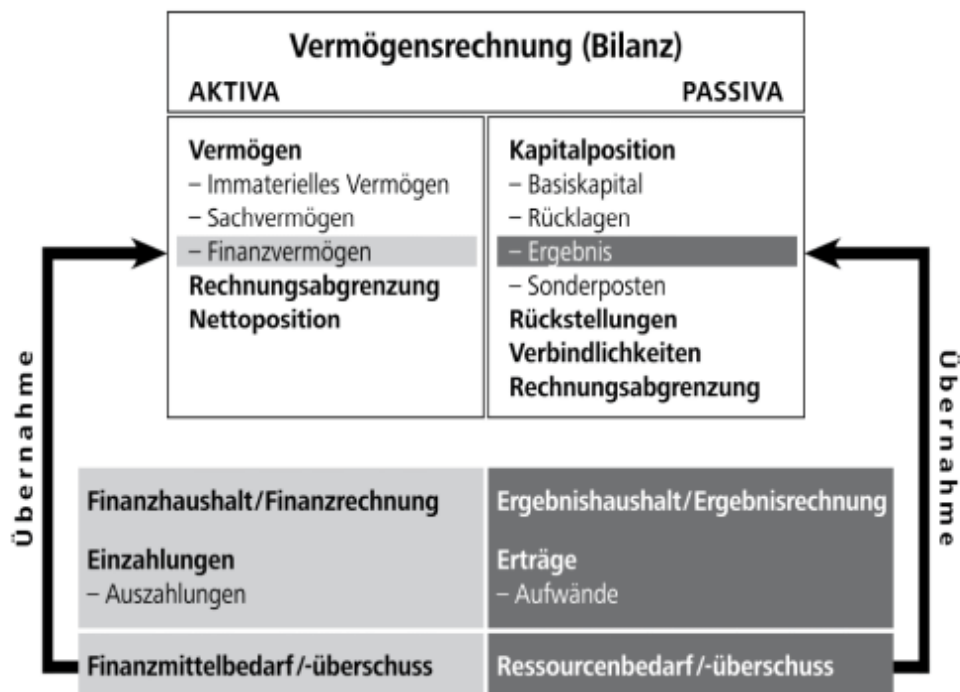 Vermögensrechnung (Bilanz)
AKTIVA
PASSIVA
Vermögen
– Immaterielles Vermögen
– Sachvermögen
– Finanzvermögen
Rechnungsabgrenzung
Nettoposition
Kapitalposition
– Basiskapital
– Rücklagen
– Ergebnis
– Sonderposten
Rückstellungen
Verbindlichkeiten
Rechnungsabgrenzung
Übernahme
Übernahme
Finanzhaushalt/Finanzrechnung
Einzahlungen
– Auszahlungen
Finanzmittelbedarf/-überschuss
Ergebnishaushalt/Ergebnisrechnung
Erträge
– Aufwände
Ressourcenbedarf/-überschuss